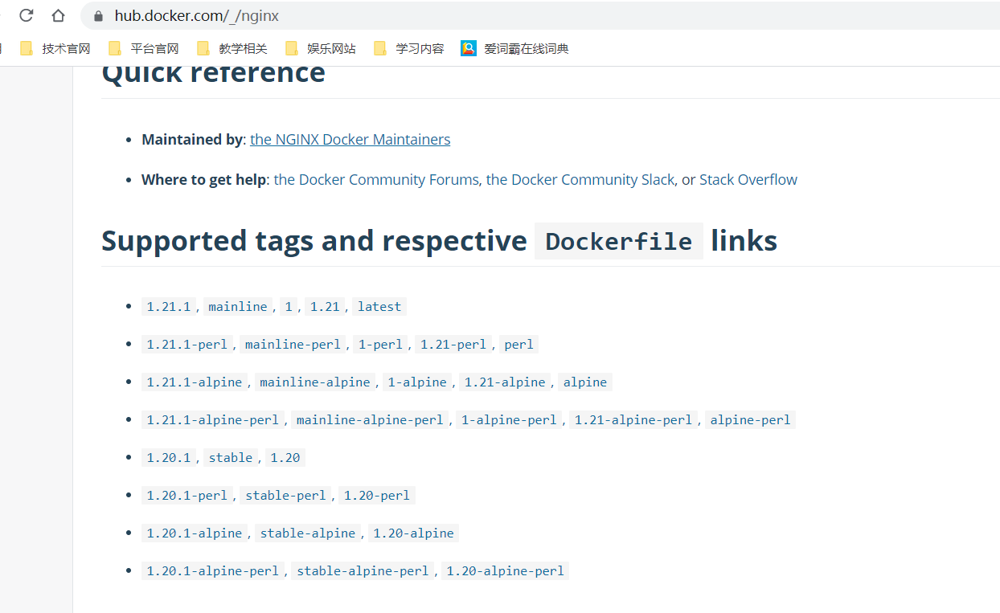 hub.docker.com/_/nginx
技术官网 平台官网 教学相关 娱乐网站 学习内容 爱词霸在线词典
Quick reference
Maintained by: the NGINX Docker Maintainers
Where to get help: the Docker Community Forums, the Docker Community Slack, or Stack Overflow
Supported tags and respective Dockerfile links
1.21.1, mainline, 1, 1.21, latest
1.21.1-perl, mainline-perl, 1-perl, 1.21-perl, perl
1.21.1-alpine, mainline-alpine, 1-alpine, 1.21-alpine, alpine
1.21.1-alpine-perl, mainline-alpine-perl, 1-alpine-perl, 1.21-alpine-perl, alpine-perl
1.20.1, stable, 1.20
1.20.1-perl, stable-perl, 1.20-perl
1.20.1-alpine, stable-alpine, 1.20-alpine
1.20.1-alpine-perl, stable-alpine-perl, 1.20-alpine-perl